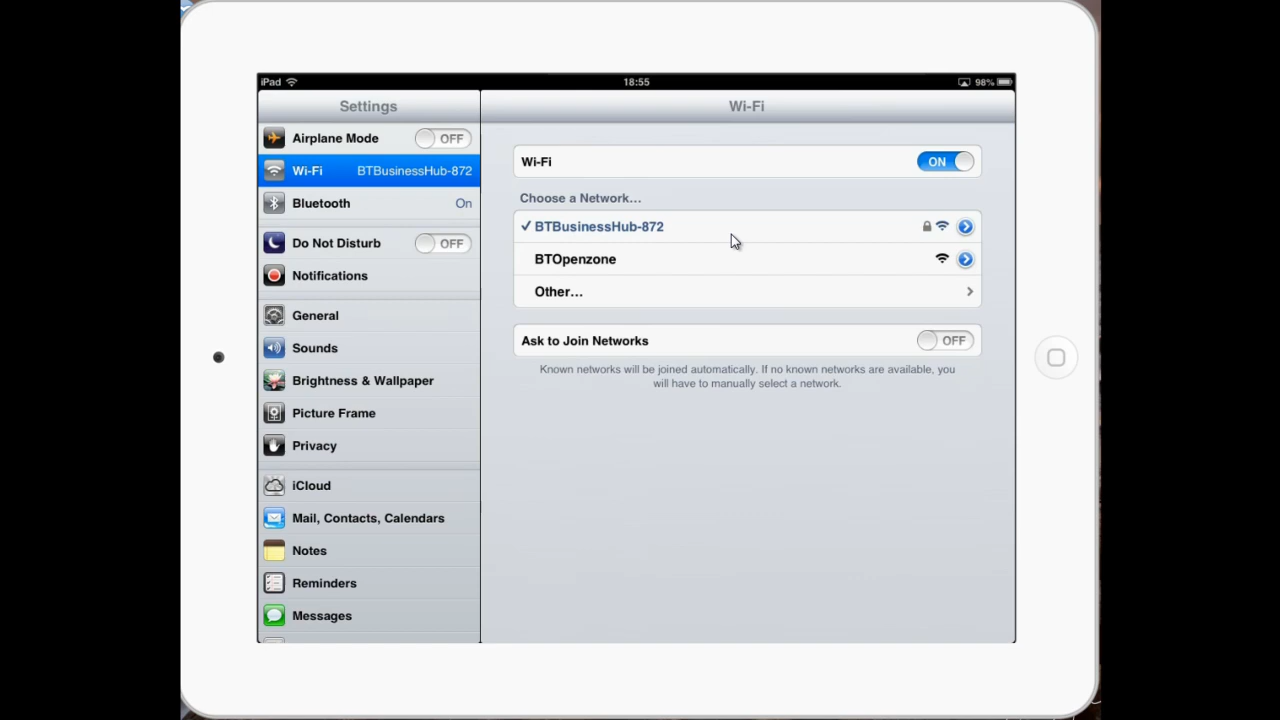 iPad 18:55 98%
Settings
Wi-Fi
Airplane Mode OFF
Wi-Fi BTBusinessHub-872
Bluetooth On
Do Not Disturb OFF
Notifications
General
Sounds
Brightness & Wallpaper
Picture Frame
Privacy
iCloud
Mail, Contacts, Calendars
Notes
Reminders
Messages
Wi-Fi ON
Choose a Network...
✓ BTBusinessHub-872
BTOpenzone
Other...
Ask to Join Networks OFF
Known networks will be joined automatically. If no known networks are available, you
will have to manually select a network.